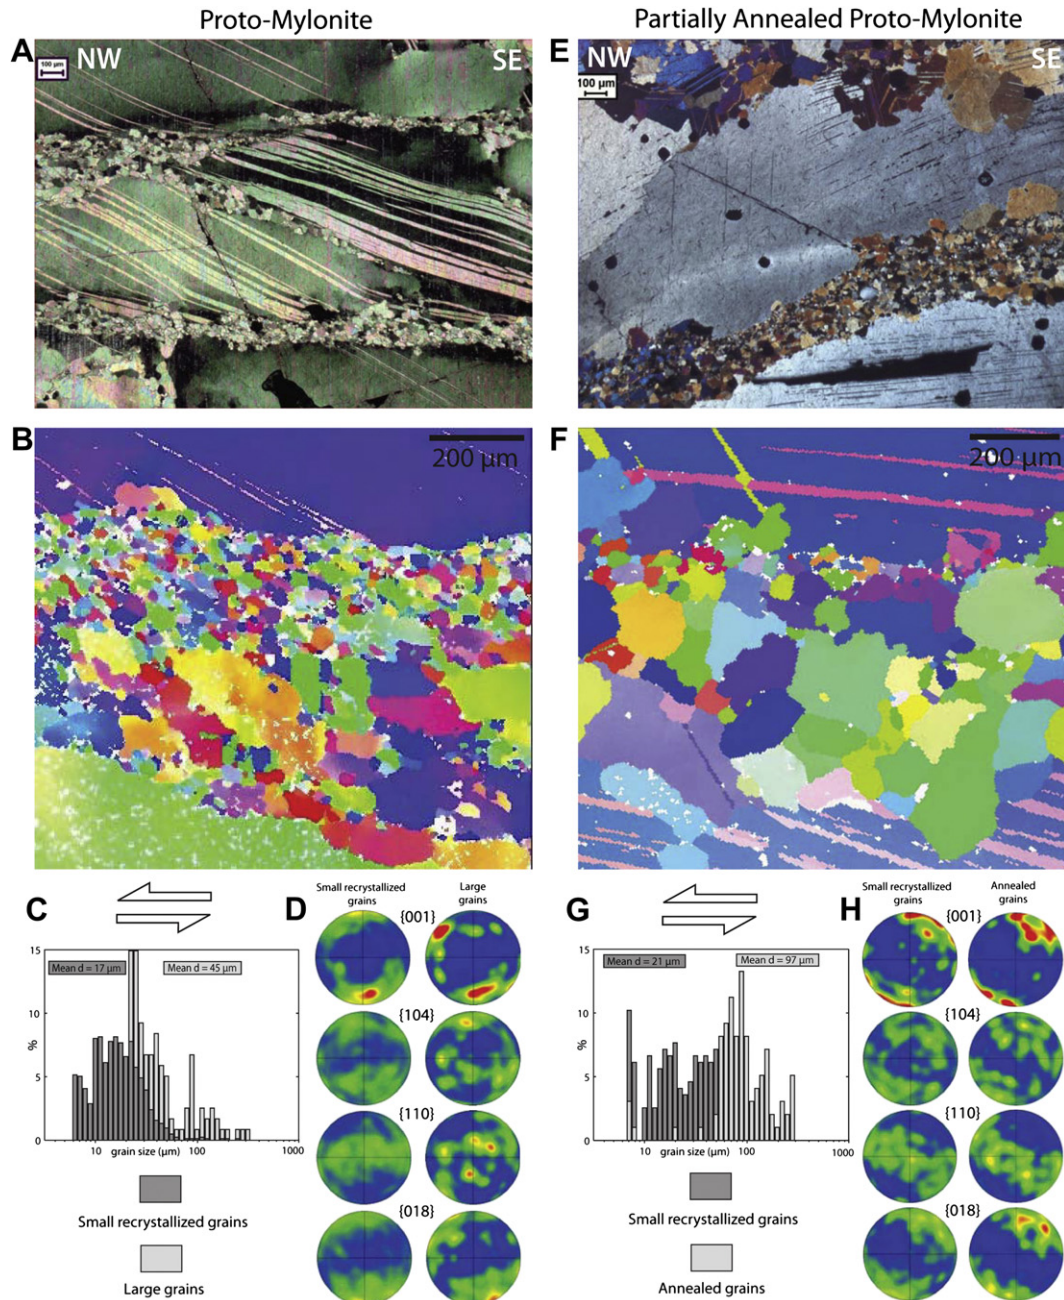 Proto-Mylonite
Partially Annealed Proto-Mylonite
A
NW
SE
100 µm
E
NW
SE
100 µm
B
200 µm
F
200 µm
C
Mean d = 17 µm
Mean d = 45 µm
15
10
5
0
%
10
grain size (µm)
100
1000
Small recrystallized grains
Large grains
D
Small recrystallized
grains
Large
grains
{001}
{104}
{110}
{018}
G
Mean d = 21 µm
Mean d = 97 µm
15
10
5
0
%
10
grain size (µm)
100
1000
Small recrystallized grains
Annealed grains
H
Small recrystallized
grains
Annealed
grains
{001}
{104}
{110}
{018}